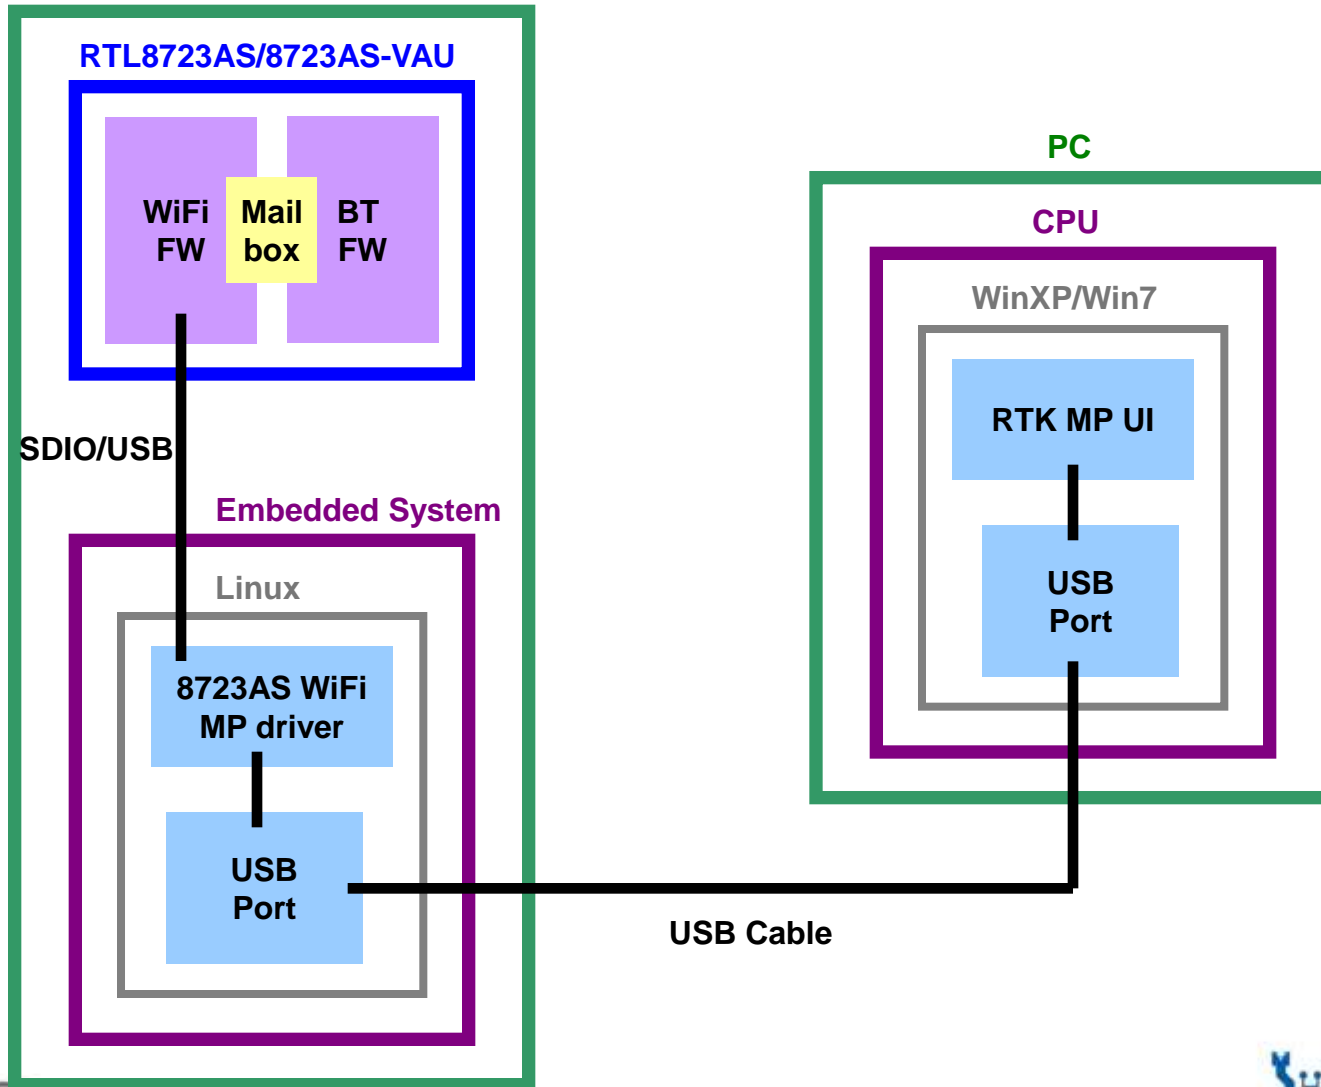 RTL8723AS/8723AS-VAU
WiFi
FW
Mail
box
BT
FW
SDIO/USB
Embedded System
Linux
8723AS WiFi
MP driver
USB
Port
USB Cable
PC
CPU
WinXP/Win7
RTK MP UI
USB
Port